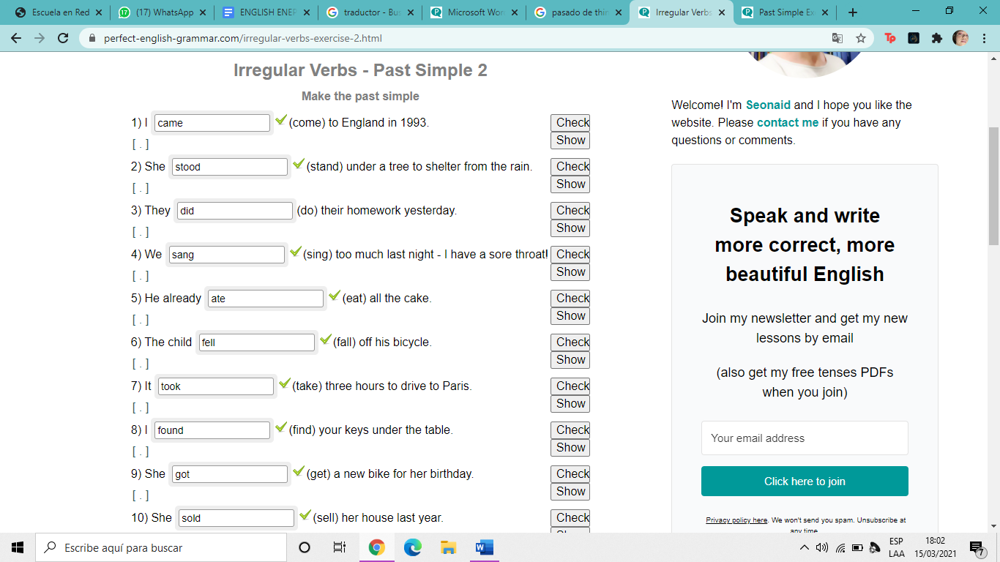 Escuela en Red
(17) WhatsApp
ENGLISH ENEP
traductor - Bus
Microsoft Wor
pasado de thin
Irregular Verbs
Past Simple Ex
perfect-english-grammar.com/irregular-verbs-exercise-2.html
Irregular Verbs - Past Simple 2
Make the past simple
1) I came (come) to England in 1993. Check
[ . ] Show
2) She stood (stand) under a tree to shelter from the rain. Check
[ . ] Show
3) They did (do) their homework yesterday. Check
[ . ] Show
4) We sang (sing) too much last night - I have a sore throat! Check
[ . ] Show
5) He already ate (eat) all the cake. Check
[ . ] Show
6) The child fell (fall) off his bicycle. Check
[ . ] Show
7) It took (take) three hours to drive to Paris. Check
[ . ] Show
8) I found (find) your keys under the table. Check
[ . ] Show
9) She got (get) a new bike for her birthday. Check
[ . ] Show
10) She sold (sell) her house last year. Check
Welcome! I'm Seonaid and I hope you like the
website. Please contact me if you have any
questions or comments.
Speak and write
more correct, more
beautiful English
Join my newsletter and get my new
lessons by email
(also get my free tenses PDFs
when you join)
Your email address
Click here to join
Privacy policy here. We won't send you spam. Unsubscribe at
any time.
Escribe aquí para buscar
ESP
LAA
18:02
15/03/2021
7